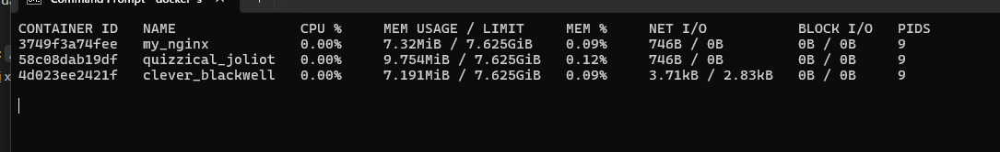 Command Prompt - docker s
CONTAINER ID NAME CPU % MEM USAGE / LIMIT MEM % NET I/O BLOCK I/O PIDS
3749f3a74fee my_nginx 0.00% 7.32MiB / 7.625GiB 0.09% 746B / 0B 0B / 0B 9
58c08dab19df quizzical_joliot 0.00% 9.754MiB / 7.625GiB 0.12% 746B / 0B 0B / 0B 9
4d023ee2421f clever_blackwell 0.00% 7.191MiB / 7.625GiB 0.09% 3.71kB / 2.83kB 0B / 0B 9